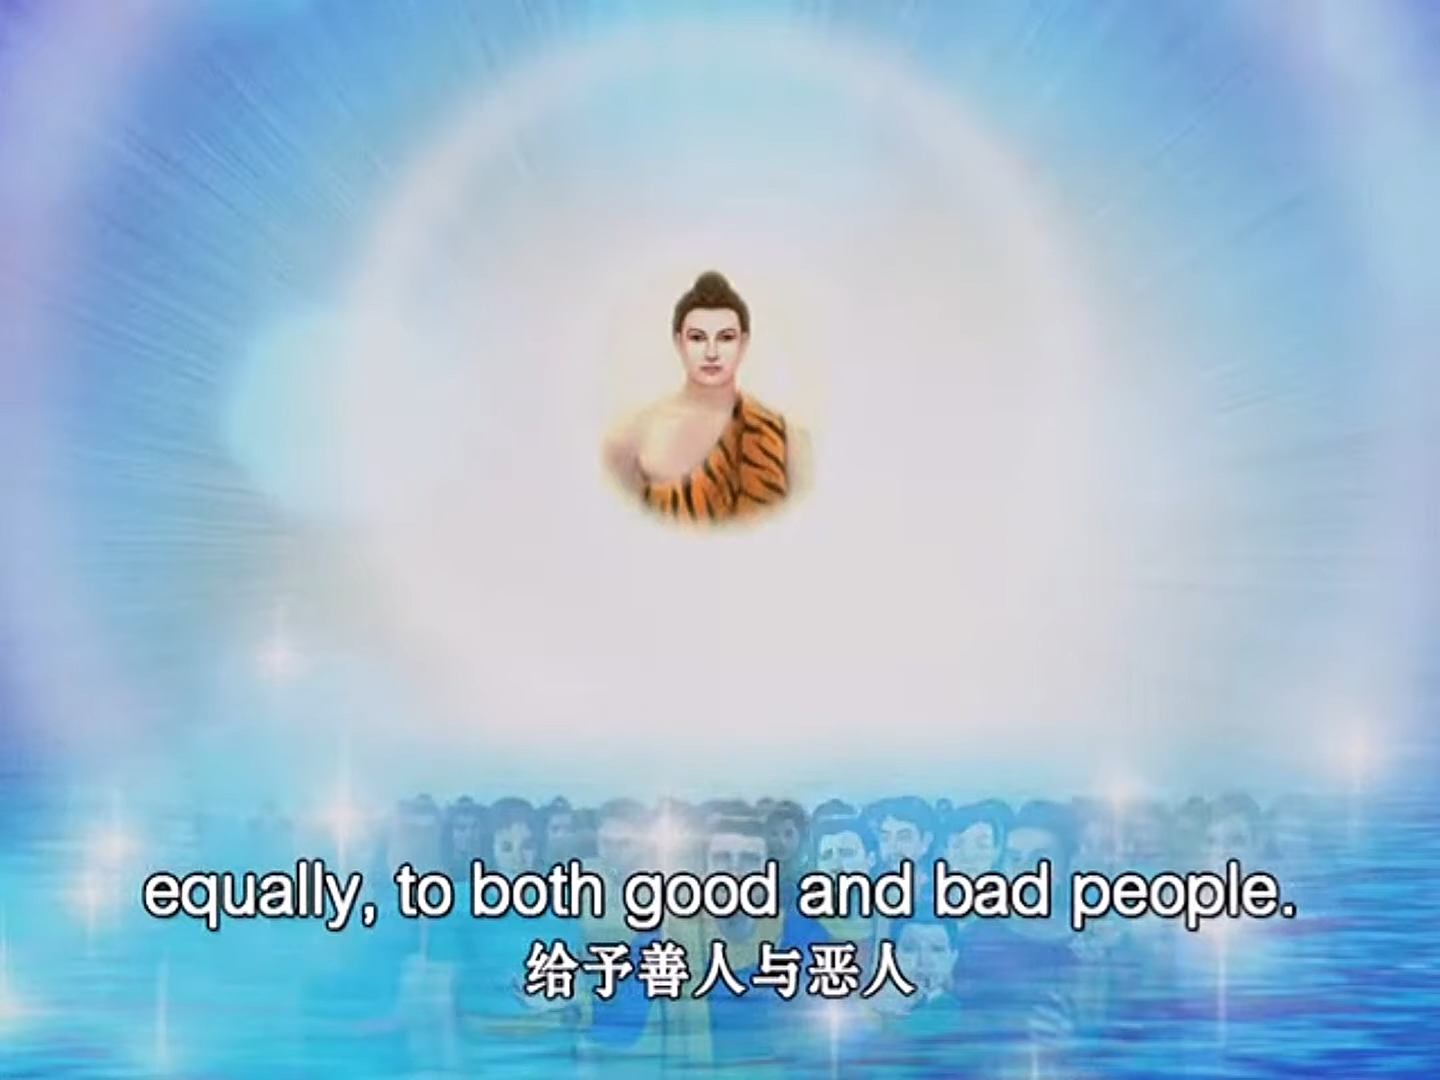 equally, to both good and bad people.
给予善人与恶人